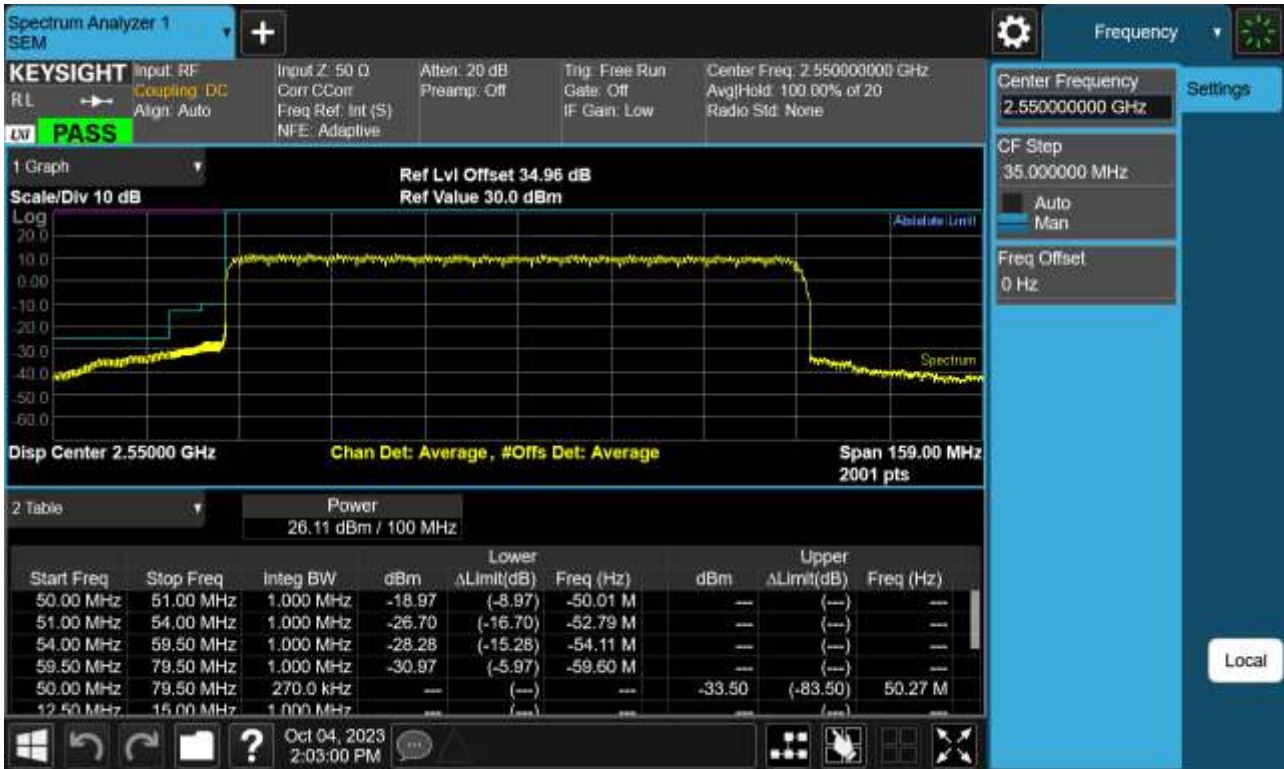 Spectrum Analyzer 1
SEM
+
Frequency
KEYSIGHT Input: RF
RL
Coupling: DC
Align: Auto
LXI PASS
Input Z: 50 Ω
Corr CCorr
Freq Ref: Int (S)
NFE: Adaptive
Atten: 20 dB
Preamp: Off
Trig: Free Run
Gate: Off
IF Gain: Low
Center Freq: 2.550000000 GHz
Avg|Hold: 100.00% of 20
Radio Std: None
Center Frequency
2.550000000 GHz
Settings
CF Step
35.000000 MHz
Auto
Man
Freq Offset
0 Hz
1 Graph
Scale/Div 10 dB
Ref Lvl Offset 34.96 dB
Ref Value 30.0 dBm
Log
20.0
10.0
0.00
-10.0
-20.0
-30.0
-40.0
-50.0
-60.0
Absolute Limit
Spectrum
Disp Center 2.55000 GHz
Chan Det: Average, #Offs Det: Average
Span 159.00 MHz
2001 pts
2 Table
Power
26.11 dBm / 100 MHz
Lower Upper
Start Freq Stop Freq Integ BW dBm ΔLimit(dB) Freq (Hz) dBm ΔLimit(dB) Freq (Hz)
50.00 MHz 51.00 MHz 1.000 MHz -18.97 (-8.97) -50.01 M --- (---) ---
51.00 MHz 54.00 MHz 1.000 MHz -26.70 (-16.70) -52.79 M --- (---) ---
54.00 MHz 59.50 MHz 1.000 MHz -28.28 (-15.28) -54.11 M --- (---) ---
59.50 MHz 79.50 MHz 1.000 MHz -30.97 (-5.97) -59.60 M --- (---) ---
50.00 MHz 79.50 MHz 270.0 kHz --- (---) --- -33.50 (-83.50) 50.27 M
12.50 MHz 15.00 MHz 1.000 MHz --- (---) --- --- (---) ---
Local
?
Oct 04, 2023
2:03:00 PM